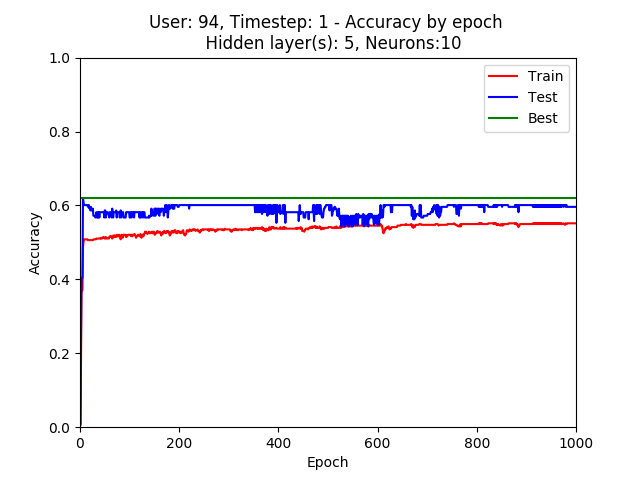 User: 94, Timestep: 1 - Accuracy by epoch
Hidden layer(s): 5, Neurons:10
1.0
0.8
0.6
0.4
0.2
0.0
Accuracy
Train
Test
Best
0 200 400 600 800 1000
Epoch